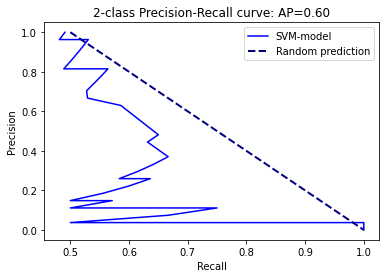 2-class Precision-Recall curve: AP=0.60
SVM-model
Random prediction
Precision
1.0
0.8
0.6
0.4
0.2
0.0
0.5 0.6 0.7 0.8 0.9 1.0
Recall